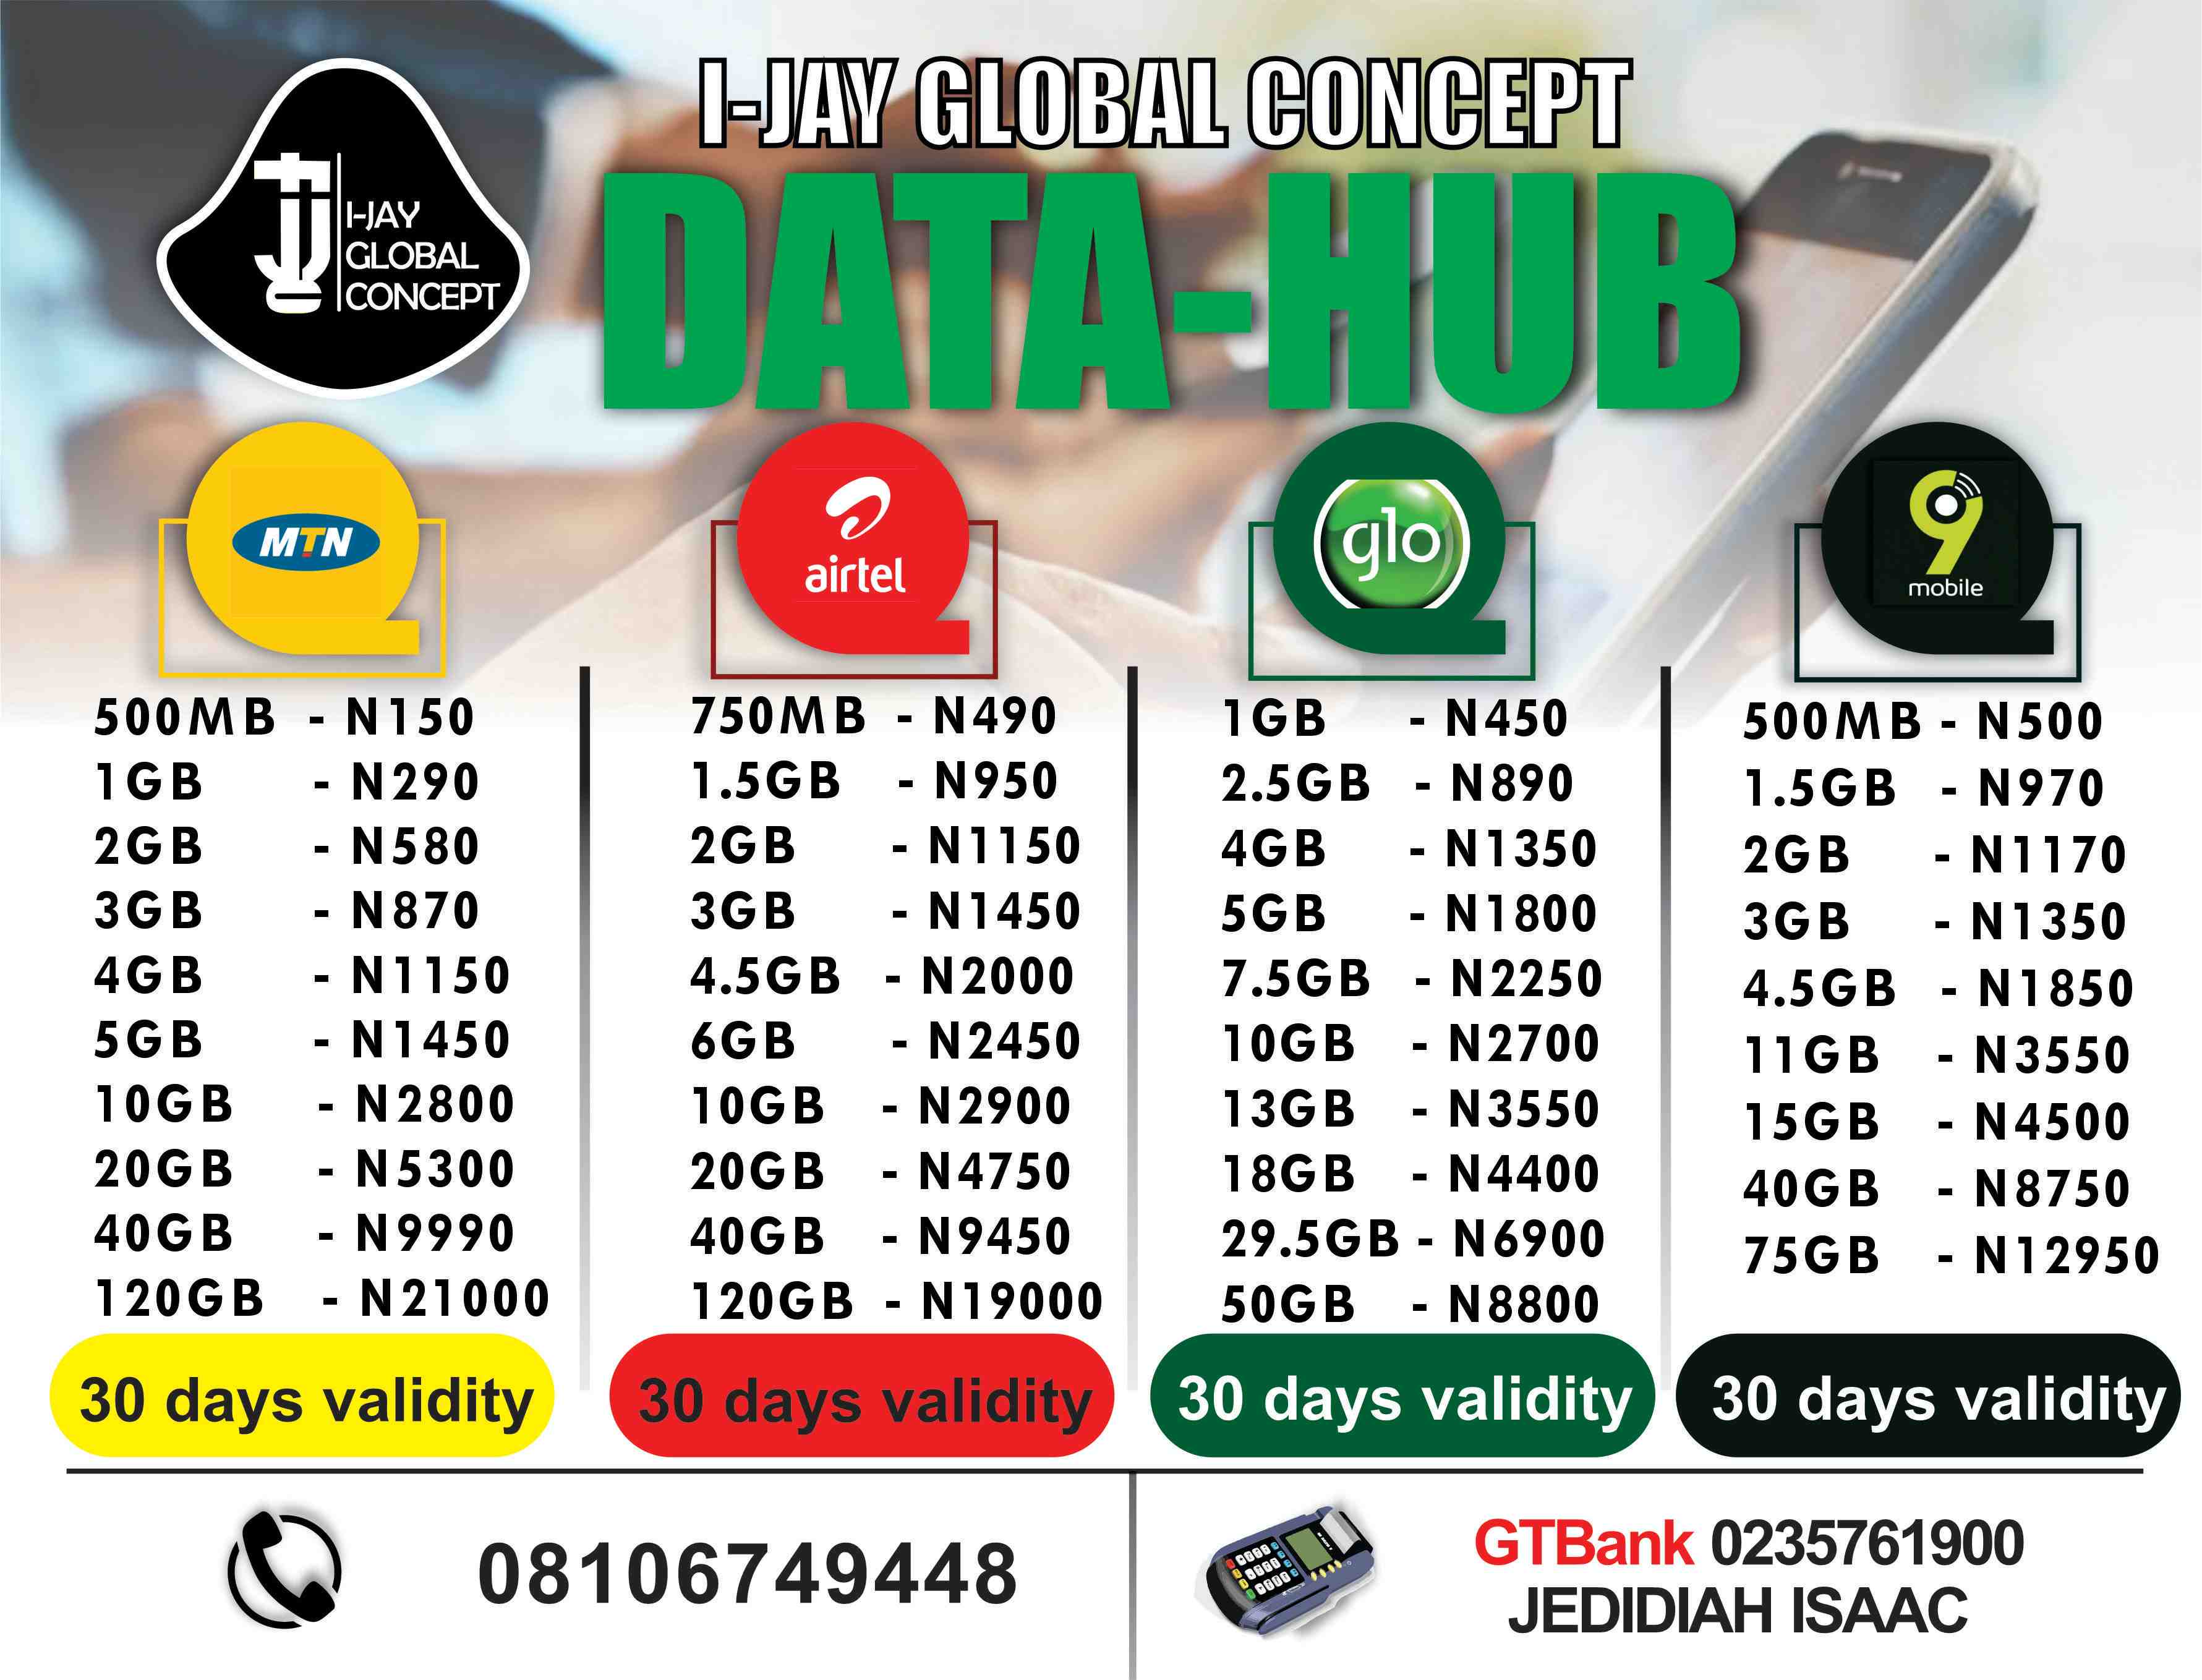 I-JAY GLOBAL CONCEPT
DATA-HUB
I-JAY
GLOBAL
CONCEPT
MTN
500MB - N150
1GB - N290
2GB - N580
3GB - N870
4GB - N1150
5GB - N1450
10GB - N2800
20GB - N5300
40GB - N9990
120GB - N21000
30 days validity
airtel
750MB - N490
1.5GB - N950
2GB - N1150
3GB - N1450
4.5GB - N2000
6GB - N2450
10GB - N2900
20GB - N4750
40GB - N9450
120GB - N19000
30 days validity
glo
1GB - N450
2.5GB - N890
4GB - N1350
5GB - N1800
7.5GB - N2250
10GB - N2700
13GB - N3550
18GB - N4400
29.5GB - N6900
50GB - N8800
30 days validity
9
mobile
500MB - N500
1.5GB - N970
2GB - N1170
3GB - N1350
4.5GB - N1850
11GB - N3550
15GB - N4500
40GB - N8750
75GB - N12950
30 days validity
08106749448
GTBank 0235761900
JEDIDIAH ISAAC